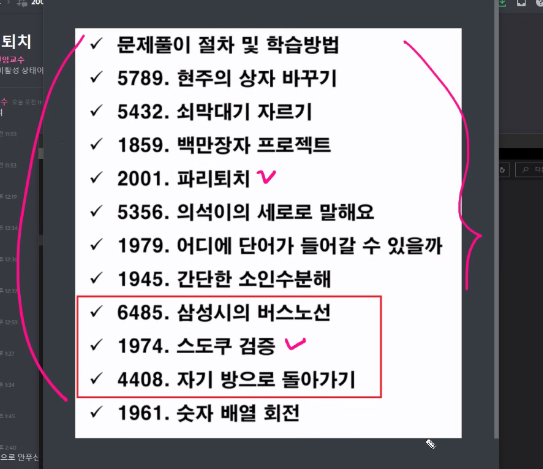 퇴치
✓ 문제풀이 절차 및 학습방법
✓ 5789. 현주의 상자 바꾸기
✓ 5432. 쇠막대기 자르기
✓ 1859. 백만장자 프로젝트
✓ 2001. 파리퇴치 ✓
✓ 5356. 의석이의 세로로 말해요
✓ 1979. 어디에 단어가 들어갈 수 있을까
✓ 1945. 간단한 소인수분해
✓ 6485. 삼성시의 버스노선
✓ 1974. 스도쿠 검증 ✓
✓ 4408. 자기 방으로 돌아가기
✓ 1961. 숫자 배열 회전